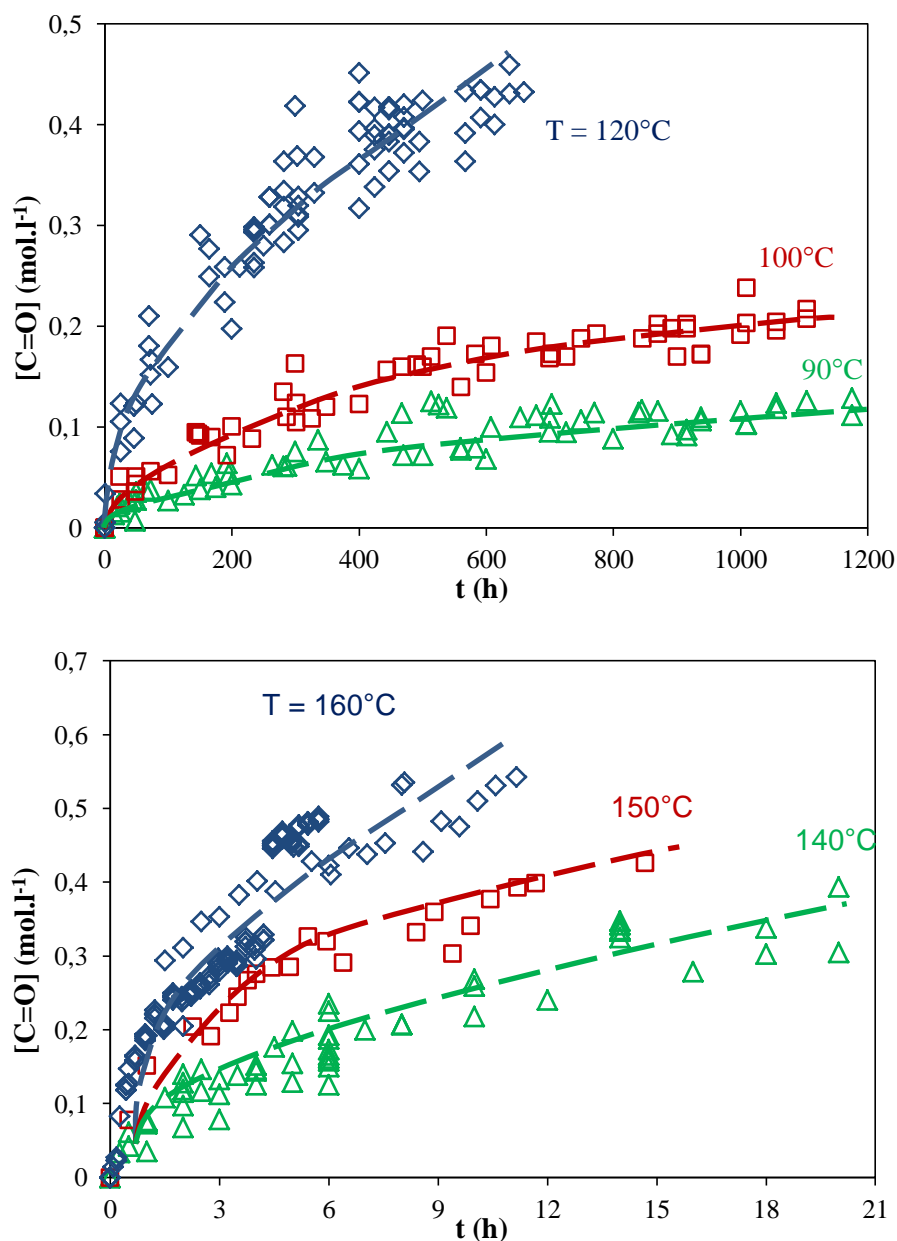 0,5
0,4
0,3
0,2
0,1
0
[C=O] (mol.l⁻¹)
T = 120°C
100°C
90°C
0 200 400 600 800 1000 1200
t (h)
0,7
0,6
0,5
0,4
0,3
0,2
0,1
0
[C=O] (mol.l⁻¹)
T = 160°C
150°C
140°C
0 3 6 9 12 15 18 21
t (h)